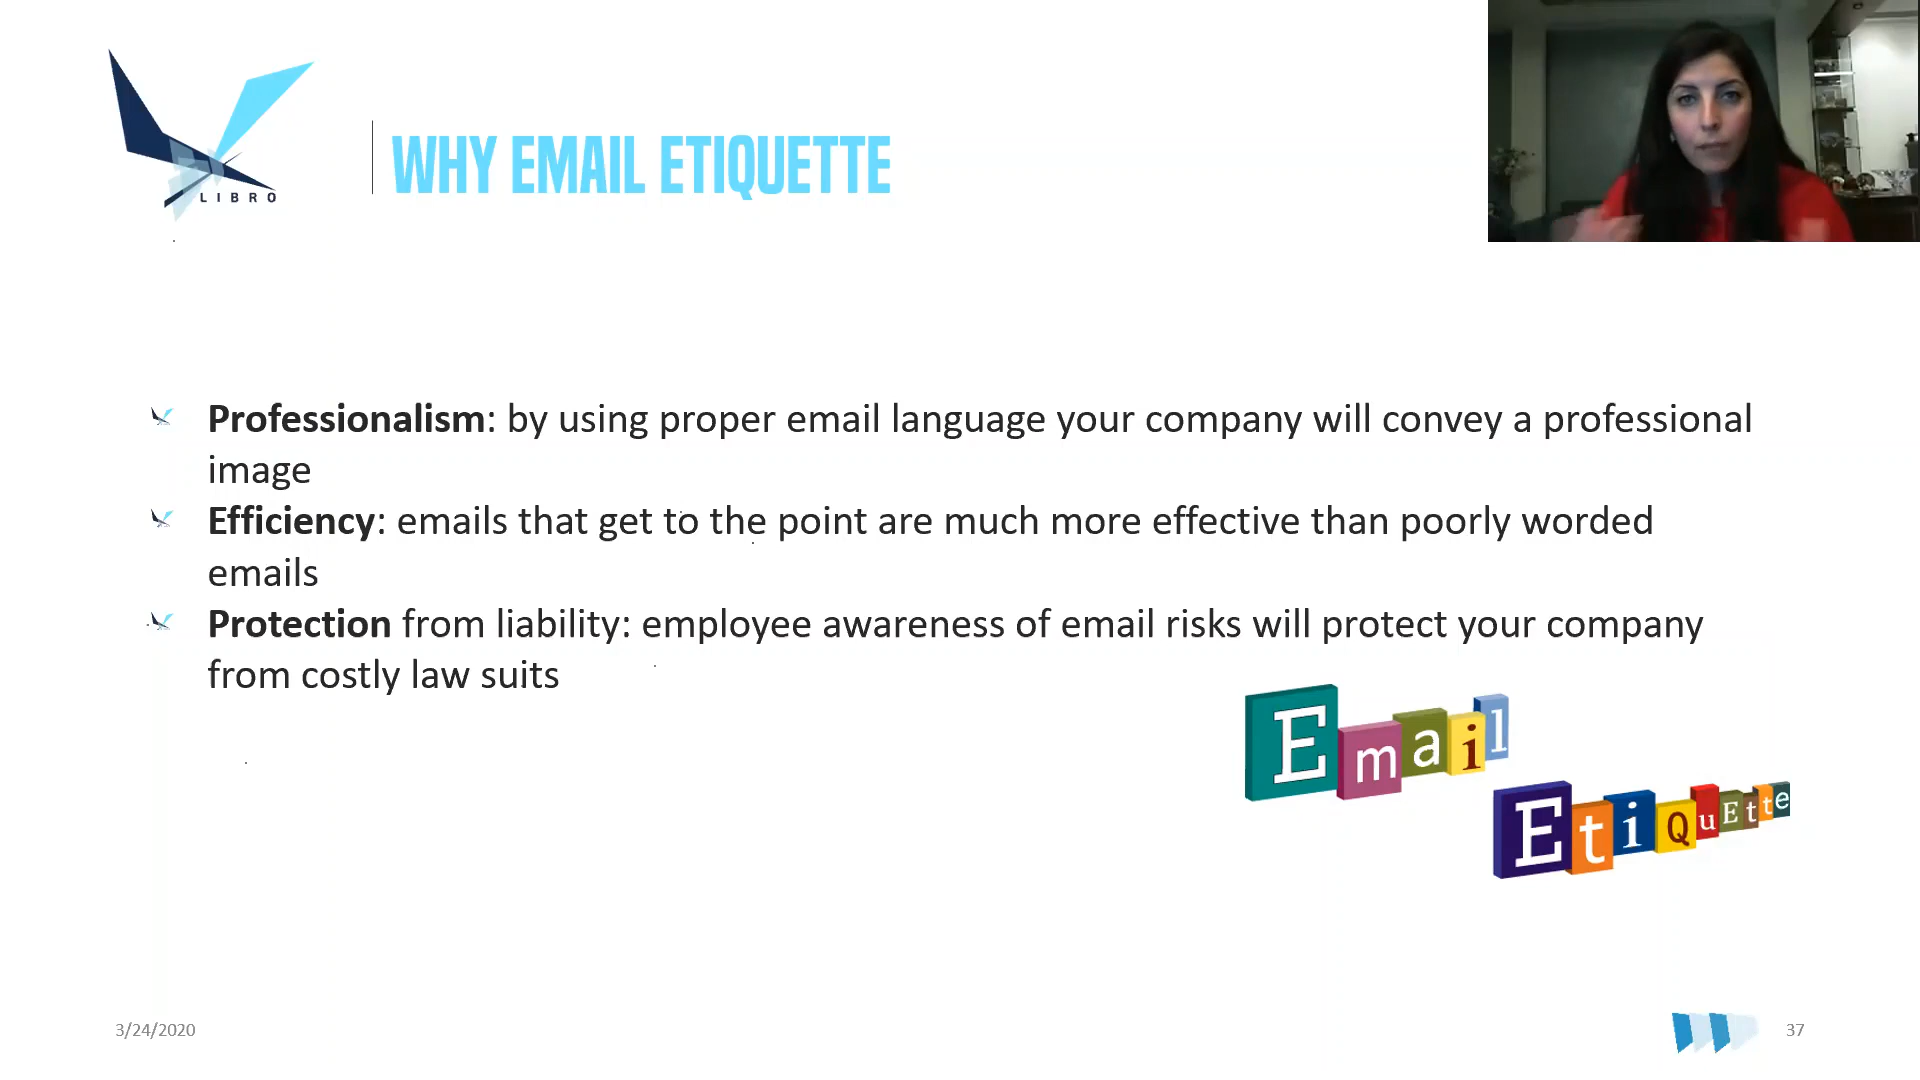 LIBRO
WHY EMAIL ETIQUETTE
Professionalism: by using proper email language your company will convey a professional
image
Efficiency: emails that get to the point are much more effective than poorly worded
emails
Protection from liability: employee awareness of email risks will protect your company
from costly law suits
Email
EtiQuEtte
3/24/2020
37